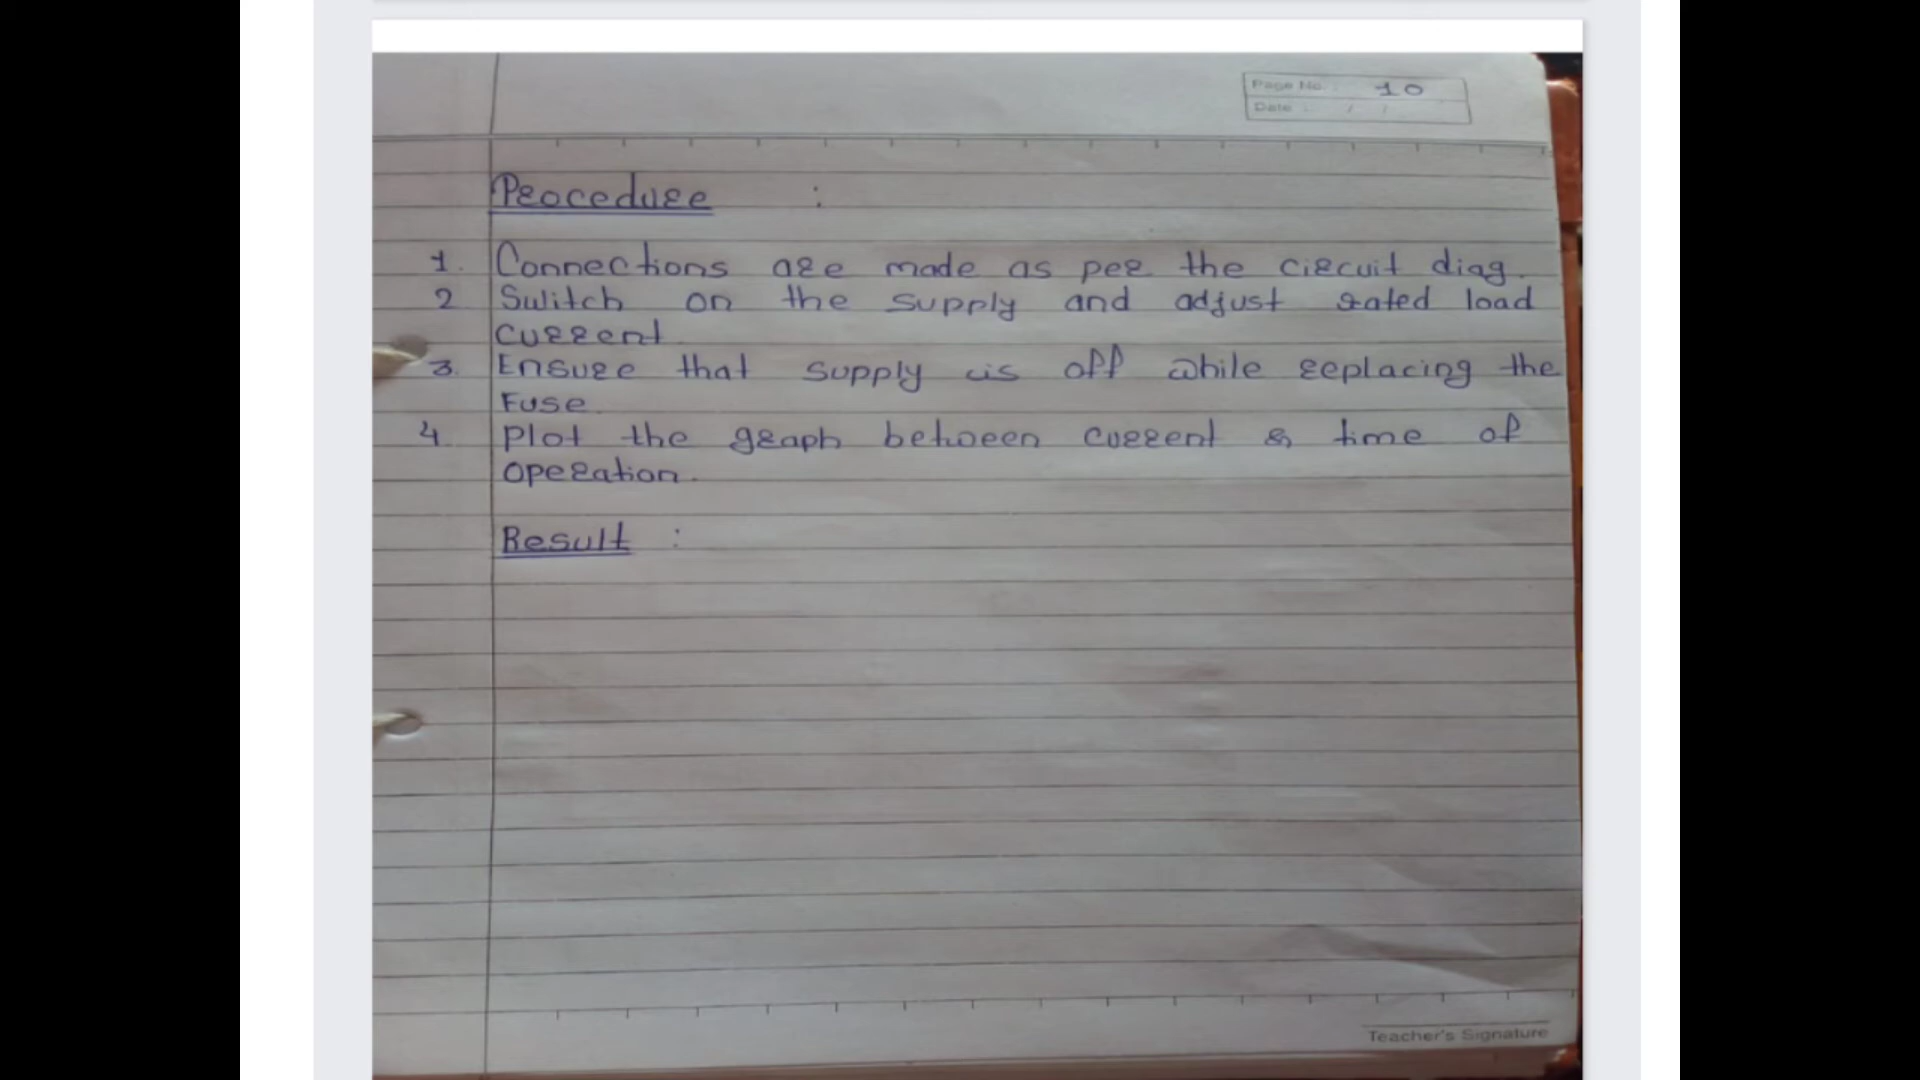 Page No. : 10
Date : / /
Procedure :
1. Connections are made as per the circuit diag.
2 Switch on the supply and adjust rated load
current
3. Ensure that supply is off while replacing the
Fuse.
4. Plot the graph between current & time of
operation.
Result :
Teacher's Signature